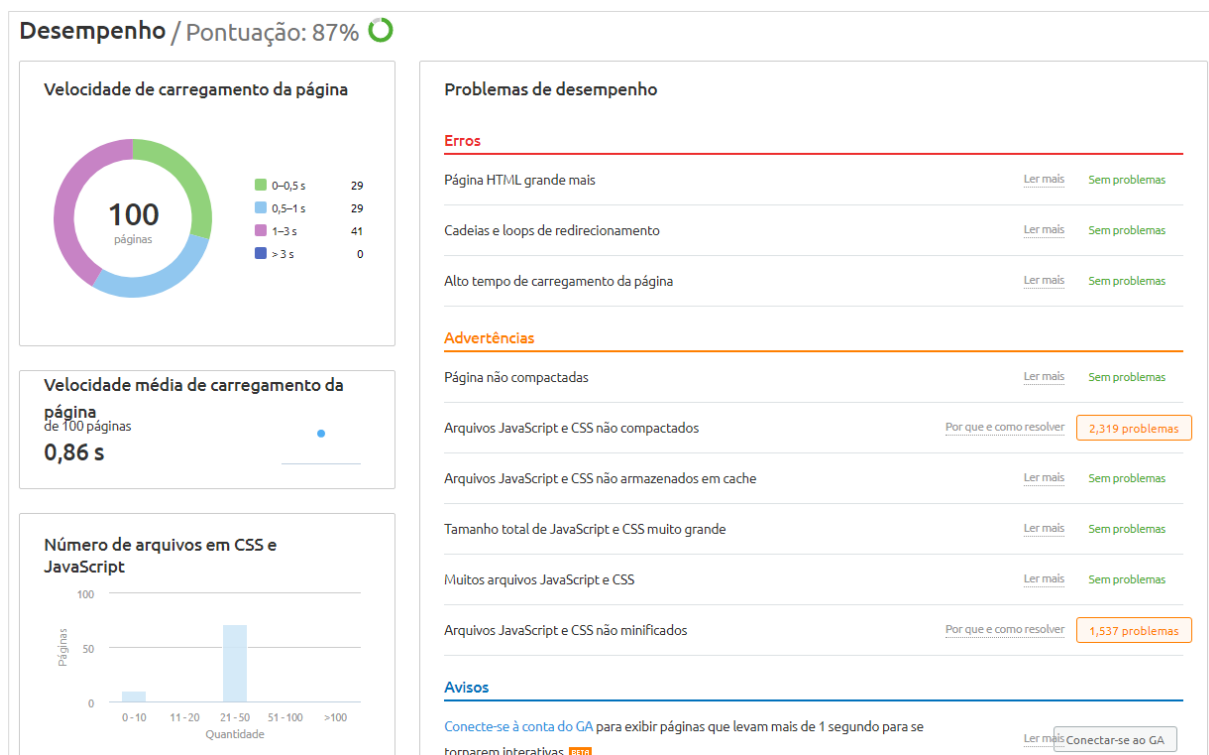 Desempenho / Pontuação: 87%
Velocidade de carregamento da página
100
páginas
0–0,5 s 29
0,5–1 s 29
1–3 s 41
> 3 s 0
Velocidade média de carregamento da
página
de 100 páginas
0,86 s
Número de arquivos em CSS e
JavaScript
100
50
0
Páginas
0-10 11-20 21-50 51-100 >100
Quantidade
Problemas de desempenho
Erros
Página HTML grande mais Ler mais Sem problemas
Cadeias e loops de redirecionamento Ler mais Sem problemas
Alto tempo de carregamento da página Ler mais Sem problemas
Advertências
Página não compactadas Ler mais Sem problemas
Arquivos JavaScript e CSS não compactados Por que e como resolver 2,319 problemas
Arquivos JavaScript e CSS não armazenados em cache Ler mais Sem problemas
Tamanho total de JavaScript e CSS muito grande Ler mais Sem problemas
Muitos arquivos JavaScript e CSS Ler mais Sem problemas
Arquivos JavaScript e CSS não minificados Por que e como resolver 1,537 problemas
Avisos
Conecte-se à conta do GA para exibir páginas que levam mais de 1 segundo para se
tornarem interativas BETA
Ler mais Conectar-se ao GA